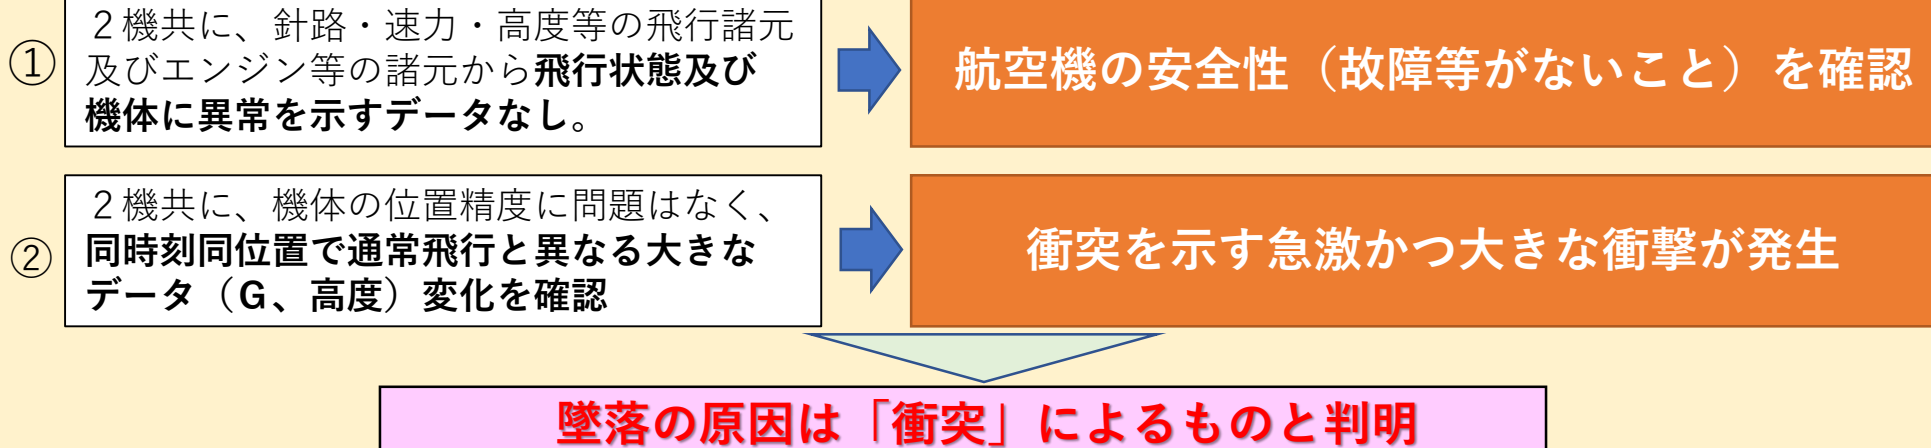 ①
２機共に、針路・速力・高度等の飛行諸元
及びエンジン等の諸元から飛行状態及び
機体に異常を示すデータなし。
航空機の安全性（故障等がないこと）を確認
②
２機共に、機体の位置精度に問題はなく、
同時刻同位置で通常飛行と異なる大きな
データ（Ｇ、高度）変化を確認
衝突を示す急激かつ大きな衝撃が発生
墜落の原因は「衝突」によるものと判明